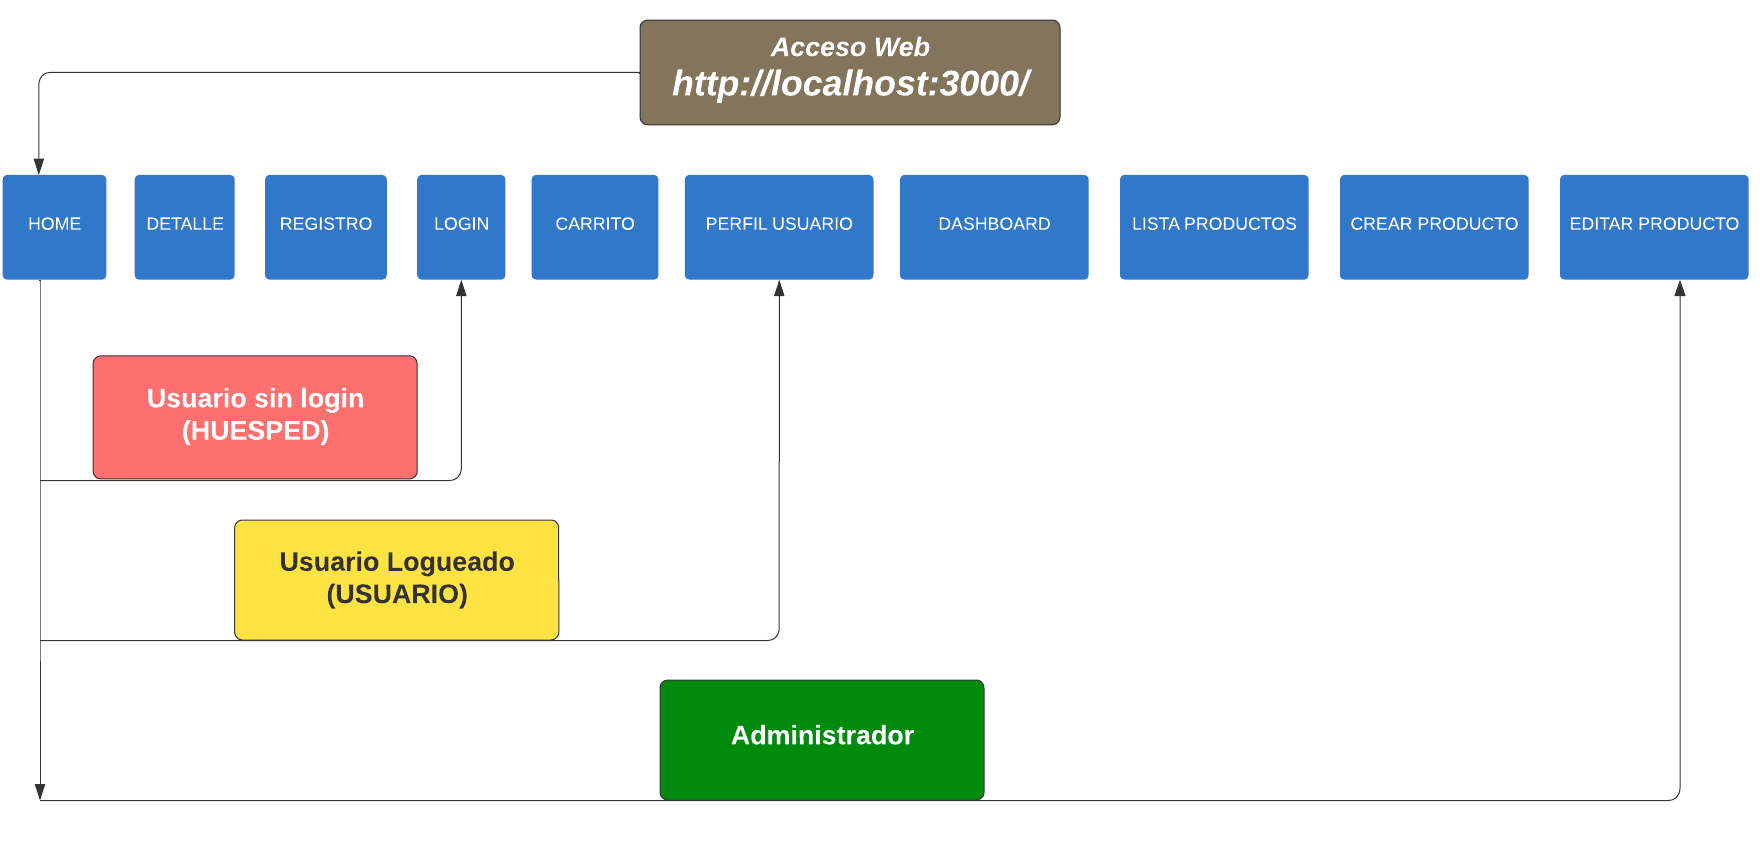 Acceso Web
http://localhost:3000/
HOME
DETALLE
REGISTRO
LOGIN
CARRITO
PERFIL USUARIO
DASHBOARD
LISTA PRODUCTOS
CREAR PRODUCTO
EDITAR PRODUCTO
Usuario sin login
(HUESPED)
Usuario Logueado
(USUARIO)
Administrador